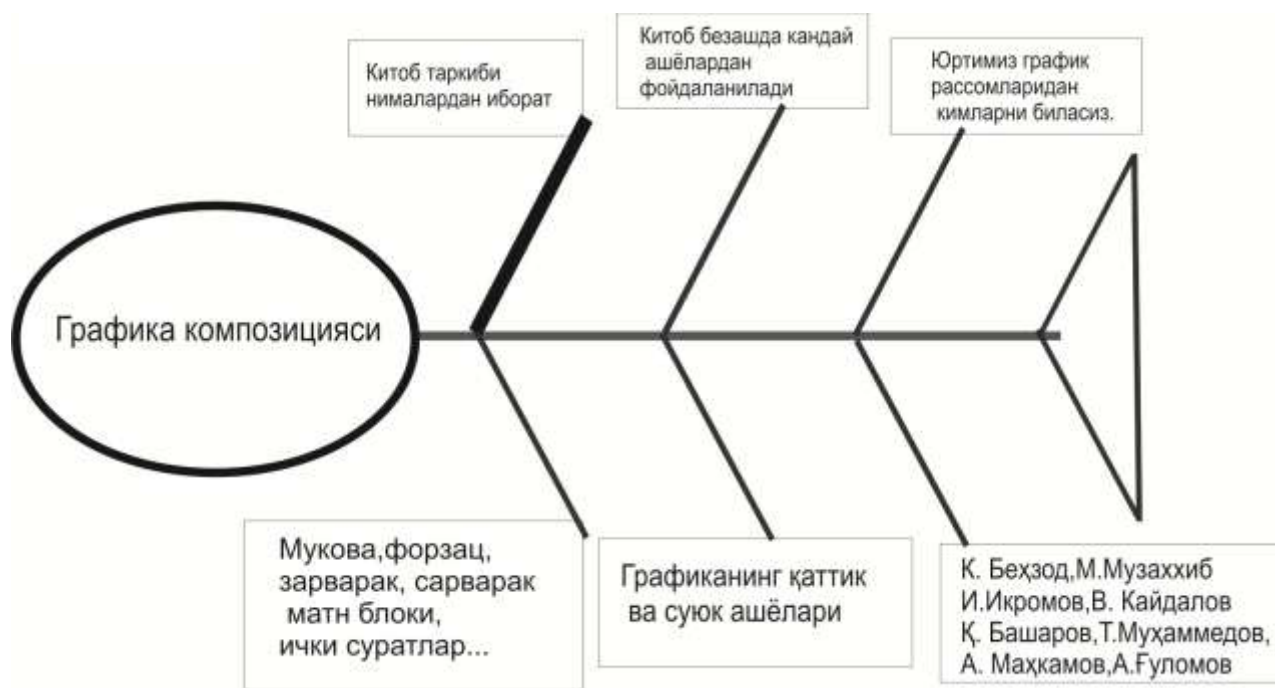 Китоб таркиби
нималардан иборат
Китоб безашда кандай
ашёлардан
фойдаланилади
Юртимиз график
рассомларидан
кимларни биласиз.
Графика композицияси
Мукова,форзац,
зарварак, сарварак
матн блоки,
ички суратлар...
Графиканинг қаттик
ва суюк ашёлари
К. Беҳзод,М.Музаххиб
И.Икромов,В. Кайдалов
Қ. Башаров,Т.Муҳаммедов,
А. Маҳкамов,А.Ғуломов